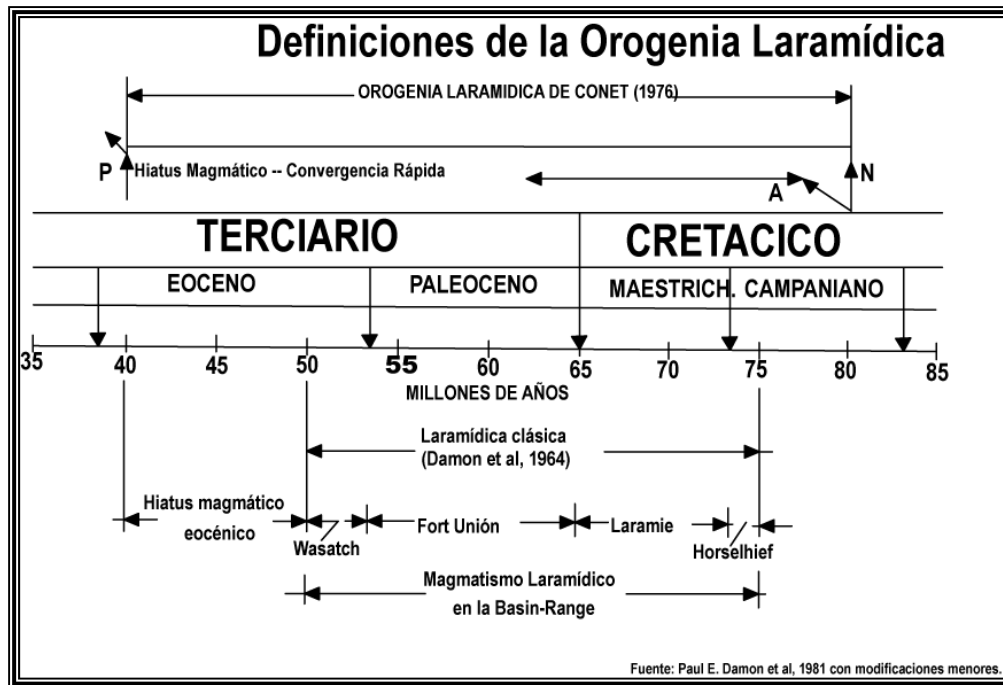 Definiciones de la Orogenia Laramídica
OROGENIA LARAMIDICA DE CONET (1976)
P
Hiatus Magmático -- Convergencia Rápida
A
N
TERCIARIO
CRETACICO
EOCENO
PALEOCENO
MAESTRICH.
CAMPANIANO
35 40 45 50 55 60 65 70 75 80 85
MILLONES DE AÑOS
Laramídica clásica
(Damon et al, 1964)
Hiatus magmático
eocénico
Wasatch
Fort Unión
Laramie
Horselhief
Magmatismo Laramídico
en la Basin-Range
Fuente: Paul E. Damon et al, 1981 con modificaciones menores.